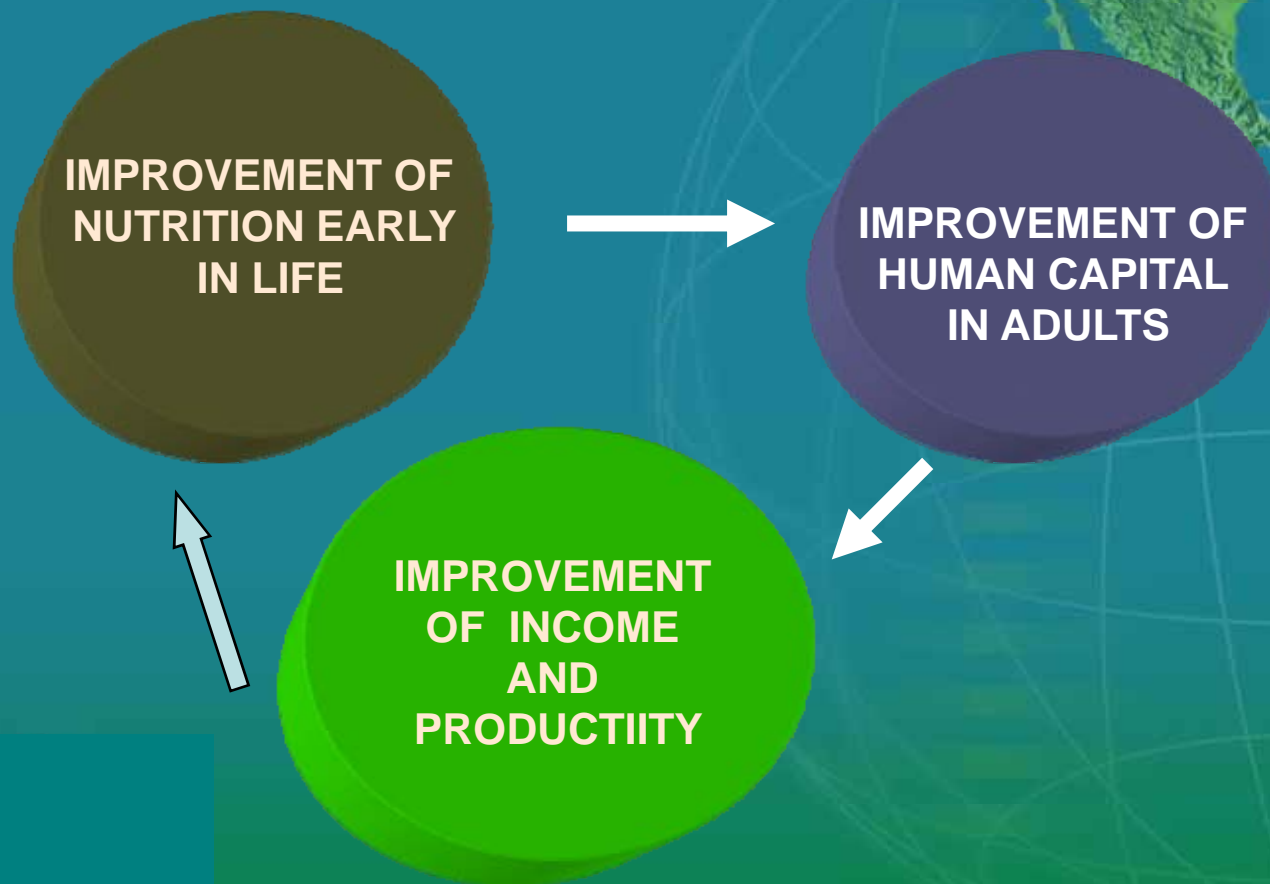 IMPROVEMENT OF
NUTRITION EARLY
IN LIFE
IMPROVEMENT OF
HUMAN CAPITAL
IN ADULTS
IMPROVEMENT
OF INCOME
AND
PRODUCTIITY